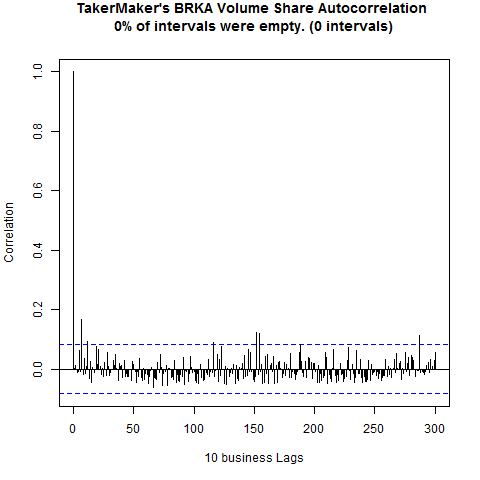 TakerMaker's BRKA Volume Share Autocorrelation
0% of intervals were empty. (0 intervals)
Correlation
1.0
0.8
0.6
0.4
0.2
0.0
0 50 100 150 200 250 300
10 business Lags